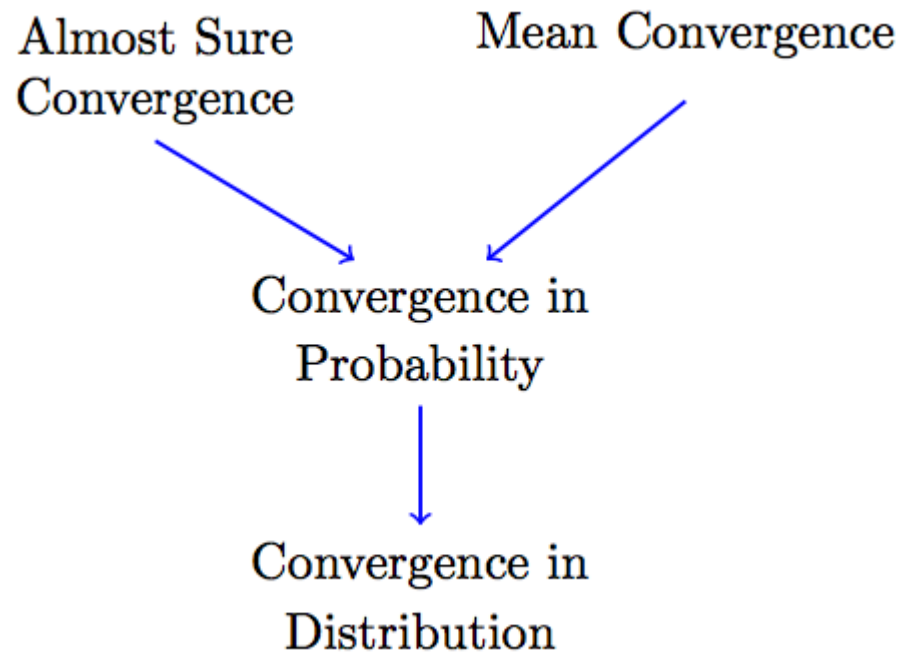 Almost Sure
Convergence
Mean Convergence
Convergence in
Probability
Convergence in
Distribution